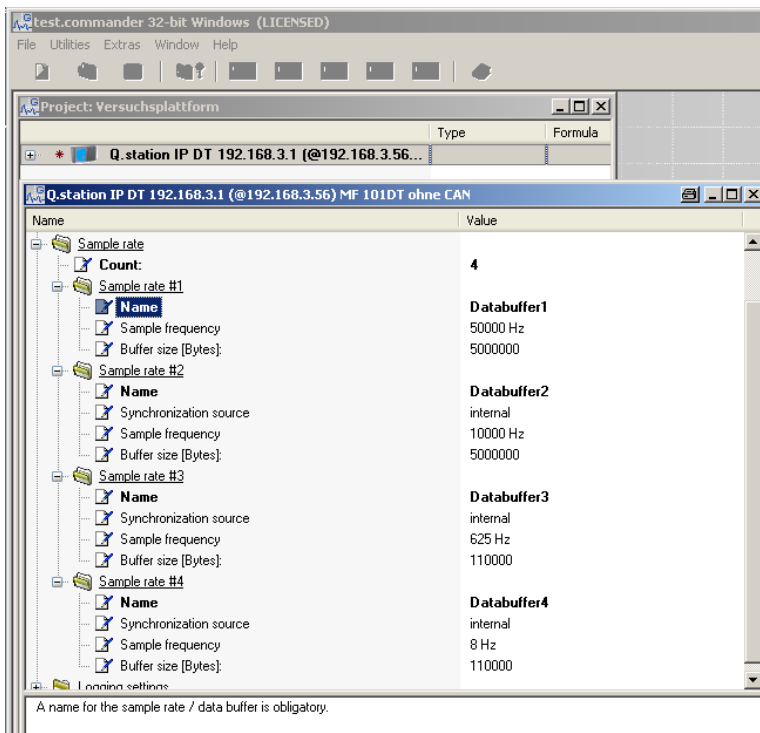 test.commander 32-bit Windows (LICENSED)
File Utilities Extras Window Help
Project: Versuchsplattform
Type Formula
Q.station IP DT 192.168.3.1 (@192.168.3.56...
Q.station IP DT 192.168.3.1 (@192.168.3.56) MF 101DT ohne CAN
Name Value
Sample rate
Count: 4
Sample rate #1
Name Databuffer1
Sample frequency 50000 Hz
Buffer size [Bytes]: 5000000
Sample rate #2
Name Databuffer2
Synchronization source internal
Sample frequency 10000 Hz
Buffer size [Bytes]: 5000000
Sample rate #3
Name Databuffer3
Synchronization source internal
Sample frequency 625 Hz
Buffer size [Bytes]: 110000
Sample rate #4
Name Databuffer4
Synchronization source internal
Sample frequency 8 Hz
Buffer size [Bytes]: 110000
Logging settings
A name for the sample rate / data buffer is obligatory.